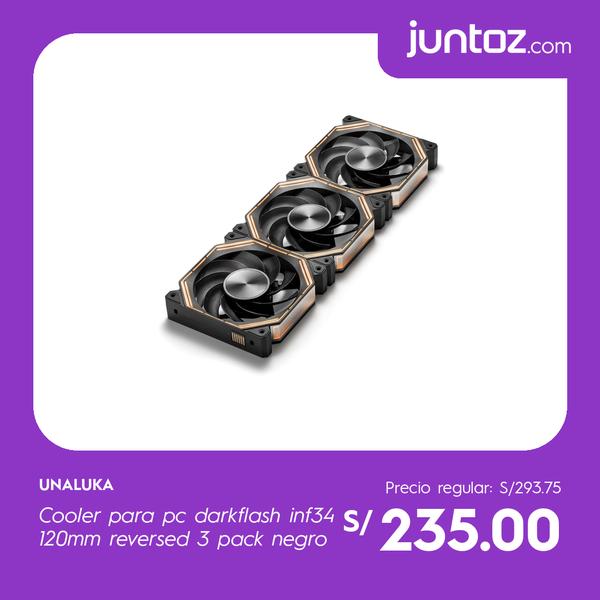 juntoz.com
UNALUKA
Cooler para pc darkflash inf34
120mm reversed 3 pack negro
Precio regular: S/293.75
S/ 235.00